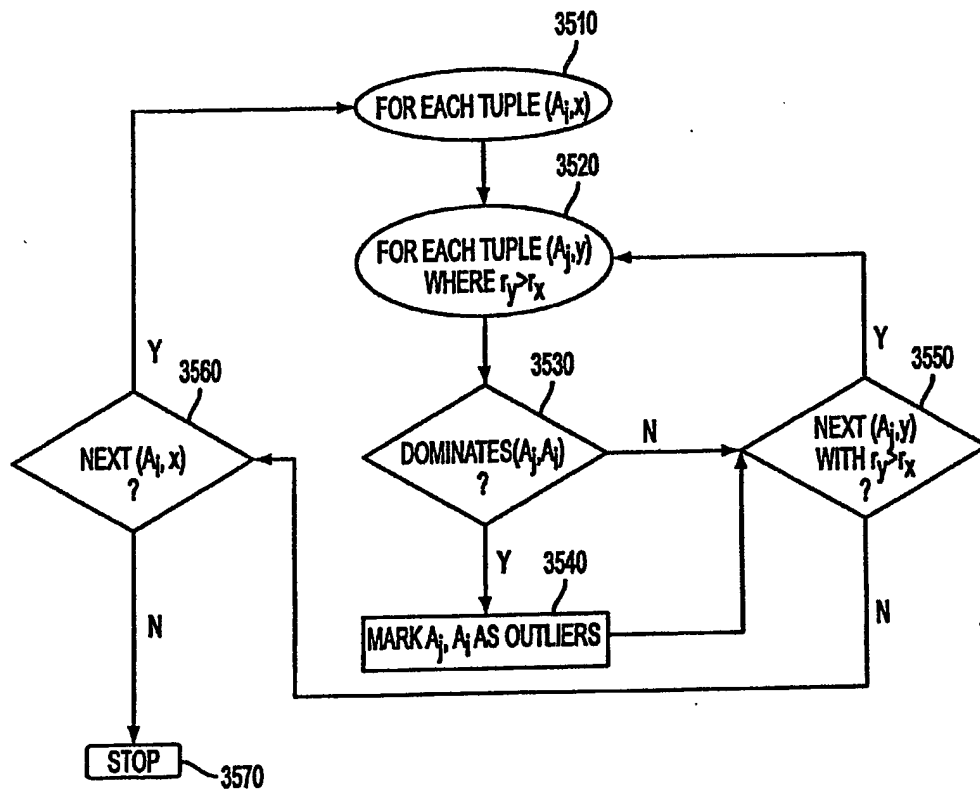 3510
FOR EACH TUPLE (Ai,x)
3520
FOR EACH TUPLE (Aj,y)
WHERE ry>rx
Y
3560
NEXT (Ai, x)
?
3530
DOMINATES(Aj,Ai)
?
N
Y
3550
NEXT (Aj,y)
WITH ry>rx
?
Y
3540
MARK Aj, Ai AS OUTLIERS
N
N
STOP
3570